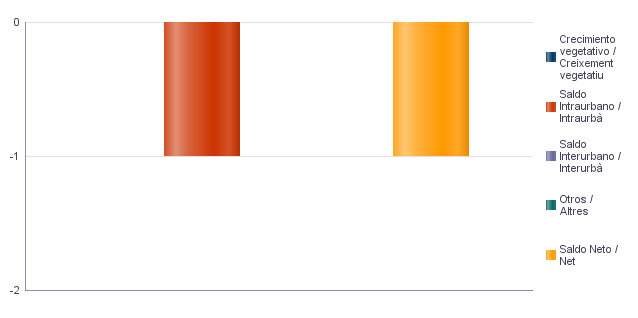 0
-1
-2
Crecimiento
vegetativo /
Creixement
vegetatiu
Saldo
Intraurbano /
Intraurbà
Saldo
Interurbano /
Interurbà
Otros /
Altres
Saldo Neto /
Net